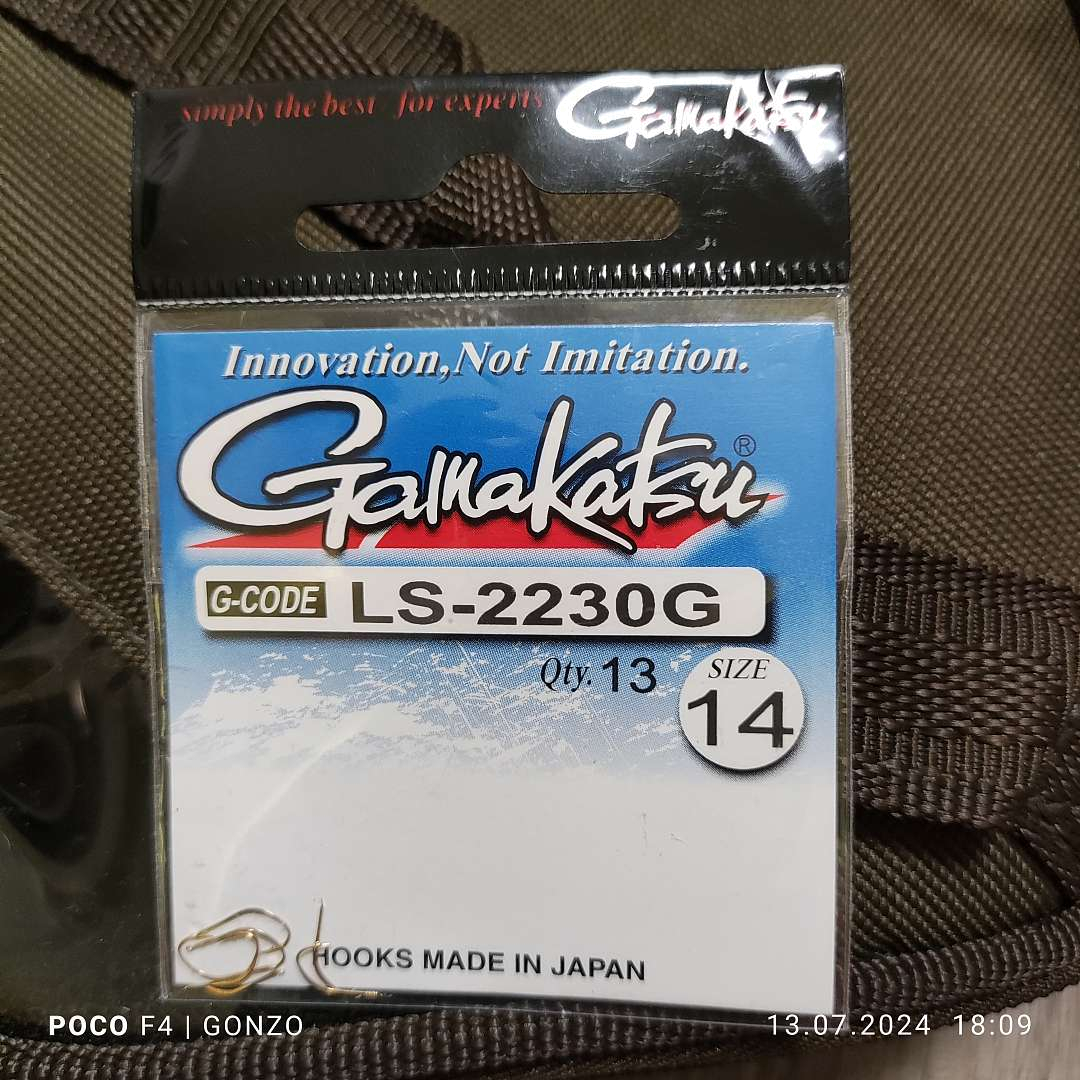 simply the best for experts Gamakatsu
Innovation,Not Imitation.
Gamakatsu®
G-CODE LS-2230G
Qty. 13
SIZE
14
HOOKS MADE IN JAPAN
POCO F4 | GONZO
13.07.2024 18:09